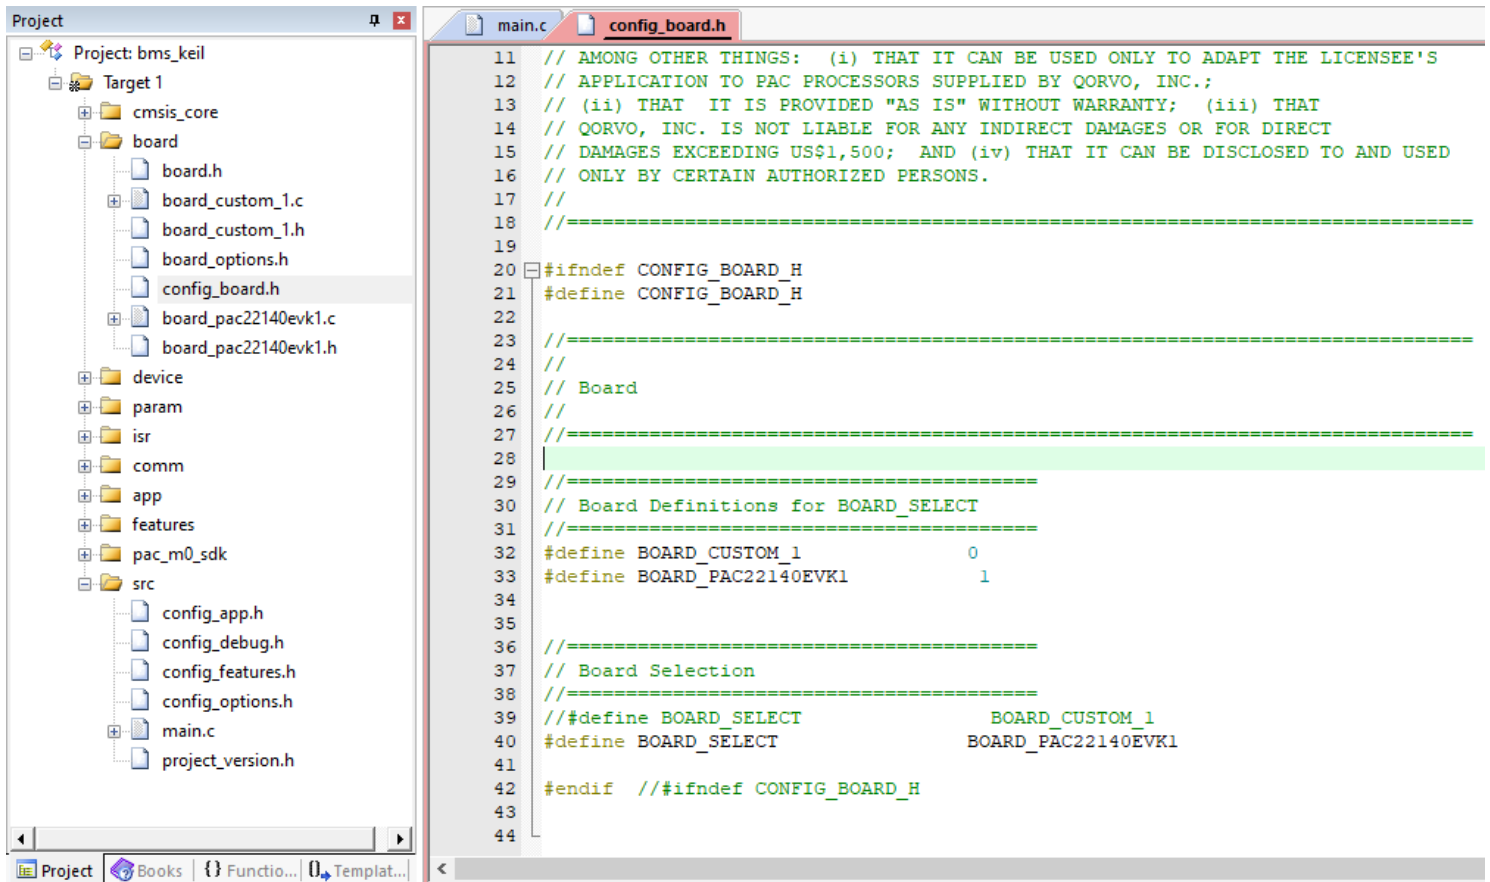 Project
Project: bms_keil
Target 1
cmsis_core
board
board.h
board_custom_1.c
board_custom_1.h
board_options.h
config_board.h
board_pac22140evk1.c
board_pac22140evk1.h
device
param
isr
comm
app
features
pac_m0_sdk
src
config_app.h
config_debug.h
config_features.h
config_options.h
main.c
project_version.h
Project Books {} Functio... 0 Templat...
main.c config_board.h
11 // AMONG OTHER THINGS:  (i) THAT IT CAN BE USED ONLY TO ADAPT THE LICENSEE'S
12 // APPLICATION TO PAC PROCESSORS SUPPLIED BY QORVO, INC.;
13 // (ii) THAT  IT IS PROVIDED "AS IS" WITHOUT WARRANTY;  (iii) THAT
14 // QORVO, INC. IS NOT LIABLE FOR ANY INDIRECT DAMAGES OR FOR DIRECT
15 // DAMAGES EXCEEDING US$1,500;  AND (iv) THAT IT CAN BE DISCLOSED TO AND USED
16 // ONLY BY CERTAIN AUTHORIZED PERSONS.
17 //
18 //=============================================================================
19
20 #ifndef CONFIG_BOARD_H
21 #define CONFIG_BOARD_H
22
23 //=============================================================================
24 //
25 // Board
26 //
27 //=============================================================================
28
29 //========================================
30 // Board Definitions for BOARD_SELECT
31 //========================================
32 #define BOARD_CUSTOM_1              0
33 #define BOARD_PAC22140EVK1           1
34
35
36 //========================================
37 // Board Selection
38 //========================================
39 //#define BOARD_SELECT                BOARD_CUSTOM_1
40 #define BOARD_SELECT                BOARD_PAC22140EVK1
41
42 #endif  //#ifndef CONFIG_BOARD_H
43
44